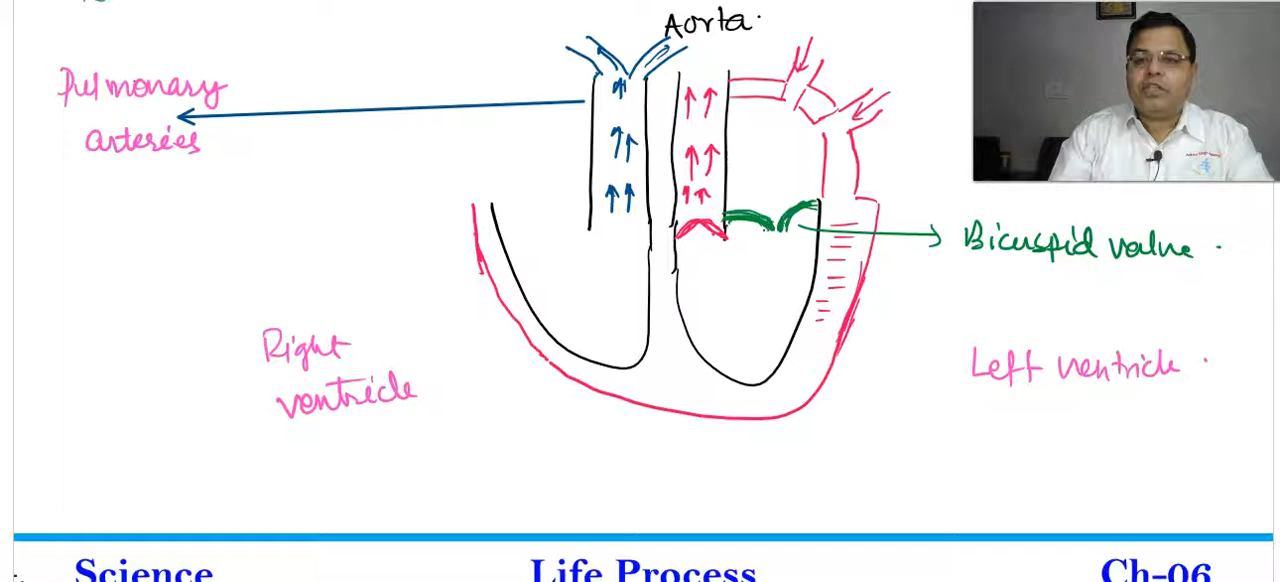 Aorta.
Pulmonary
arteries
Bicuspid valve.
Right
ventricle
Left ventricle.
Science Life Process Ch-06